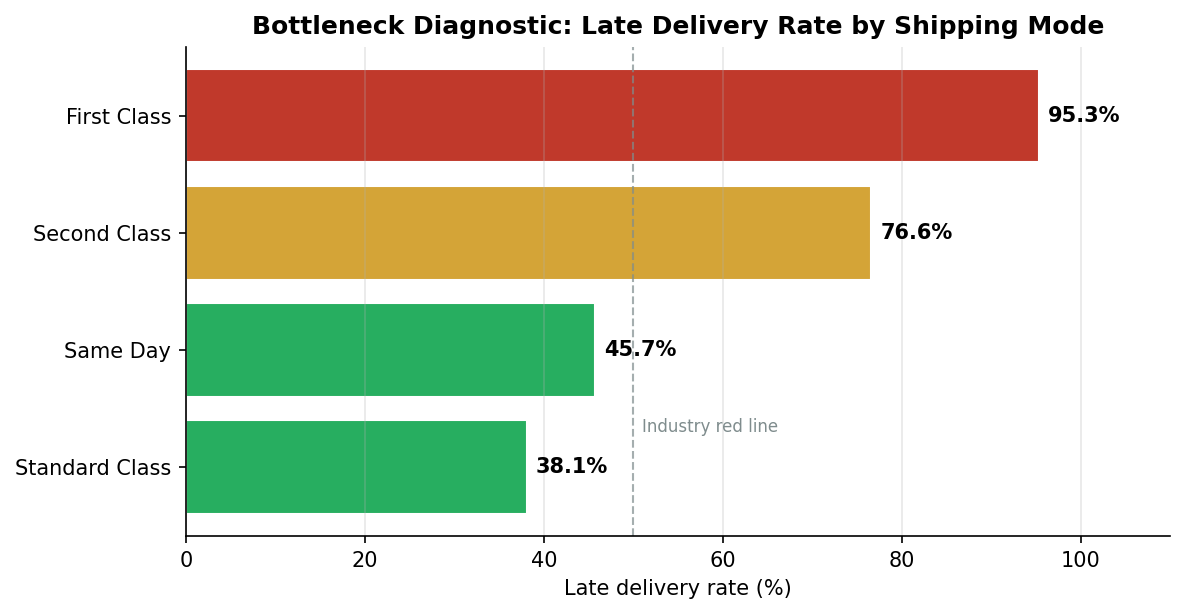 Bottleneck Diagnostic: Late Delivery Rate by Shipping Mode
First Class
95.3%
Second Class
76.6%
Same Day
45.7%
Industry red line
Standard Class
38.1%
0 20 40 60 80 100
Late delivery rate (%)